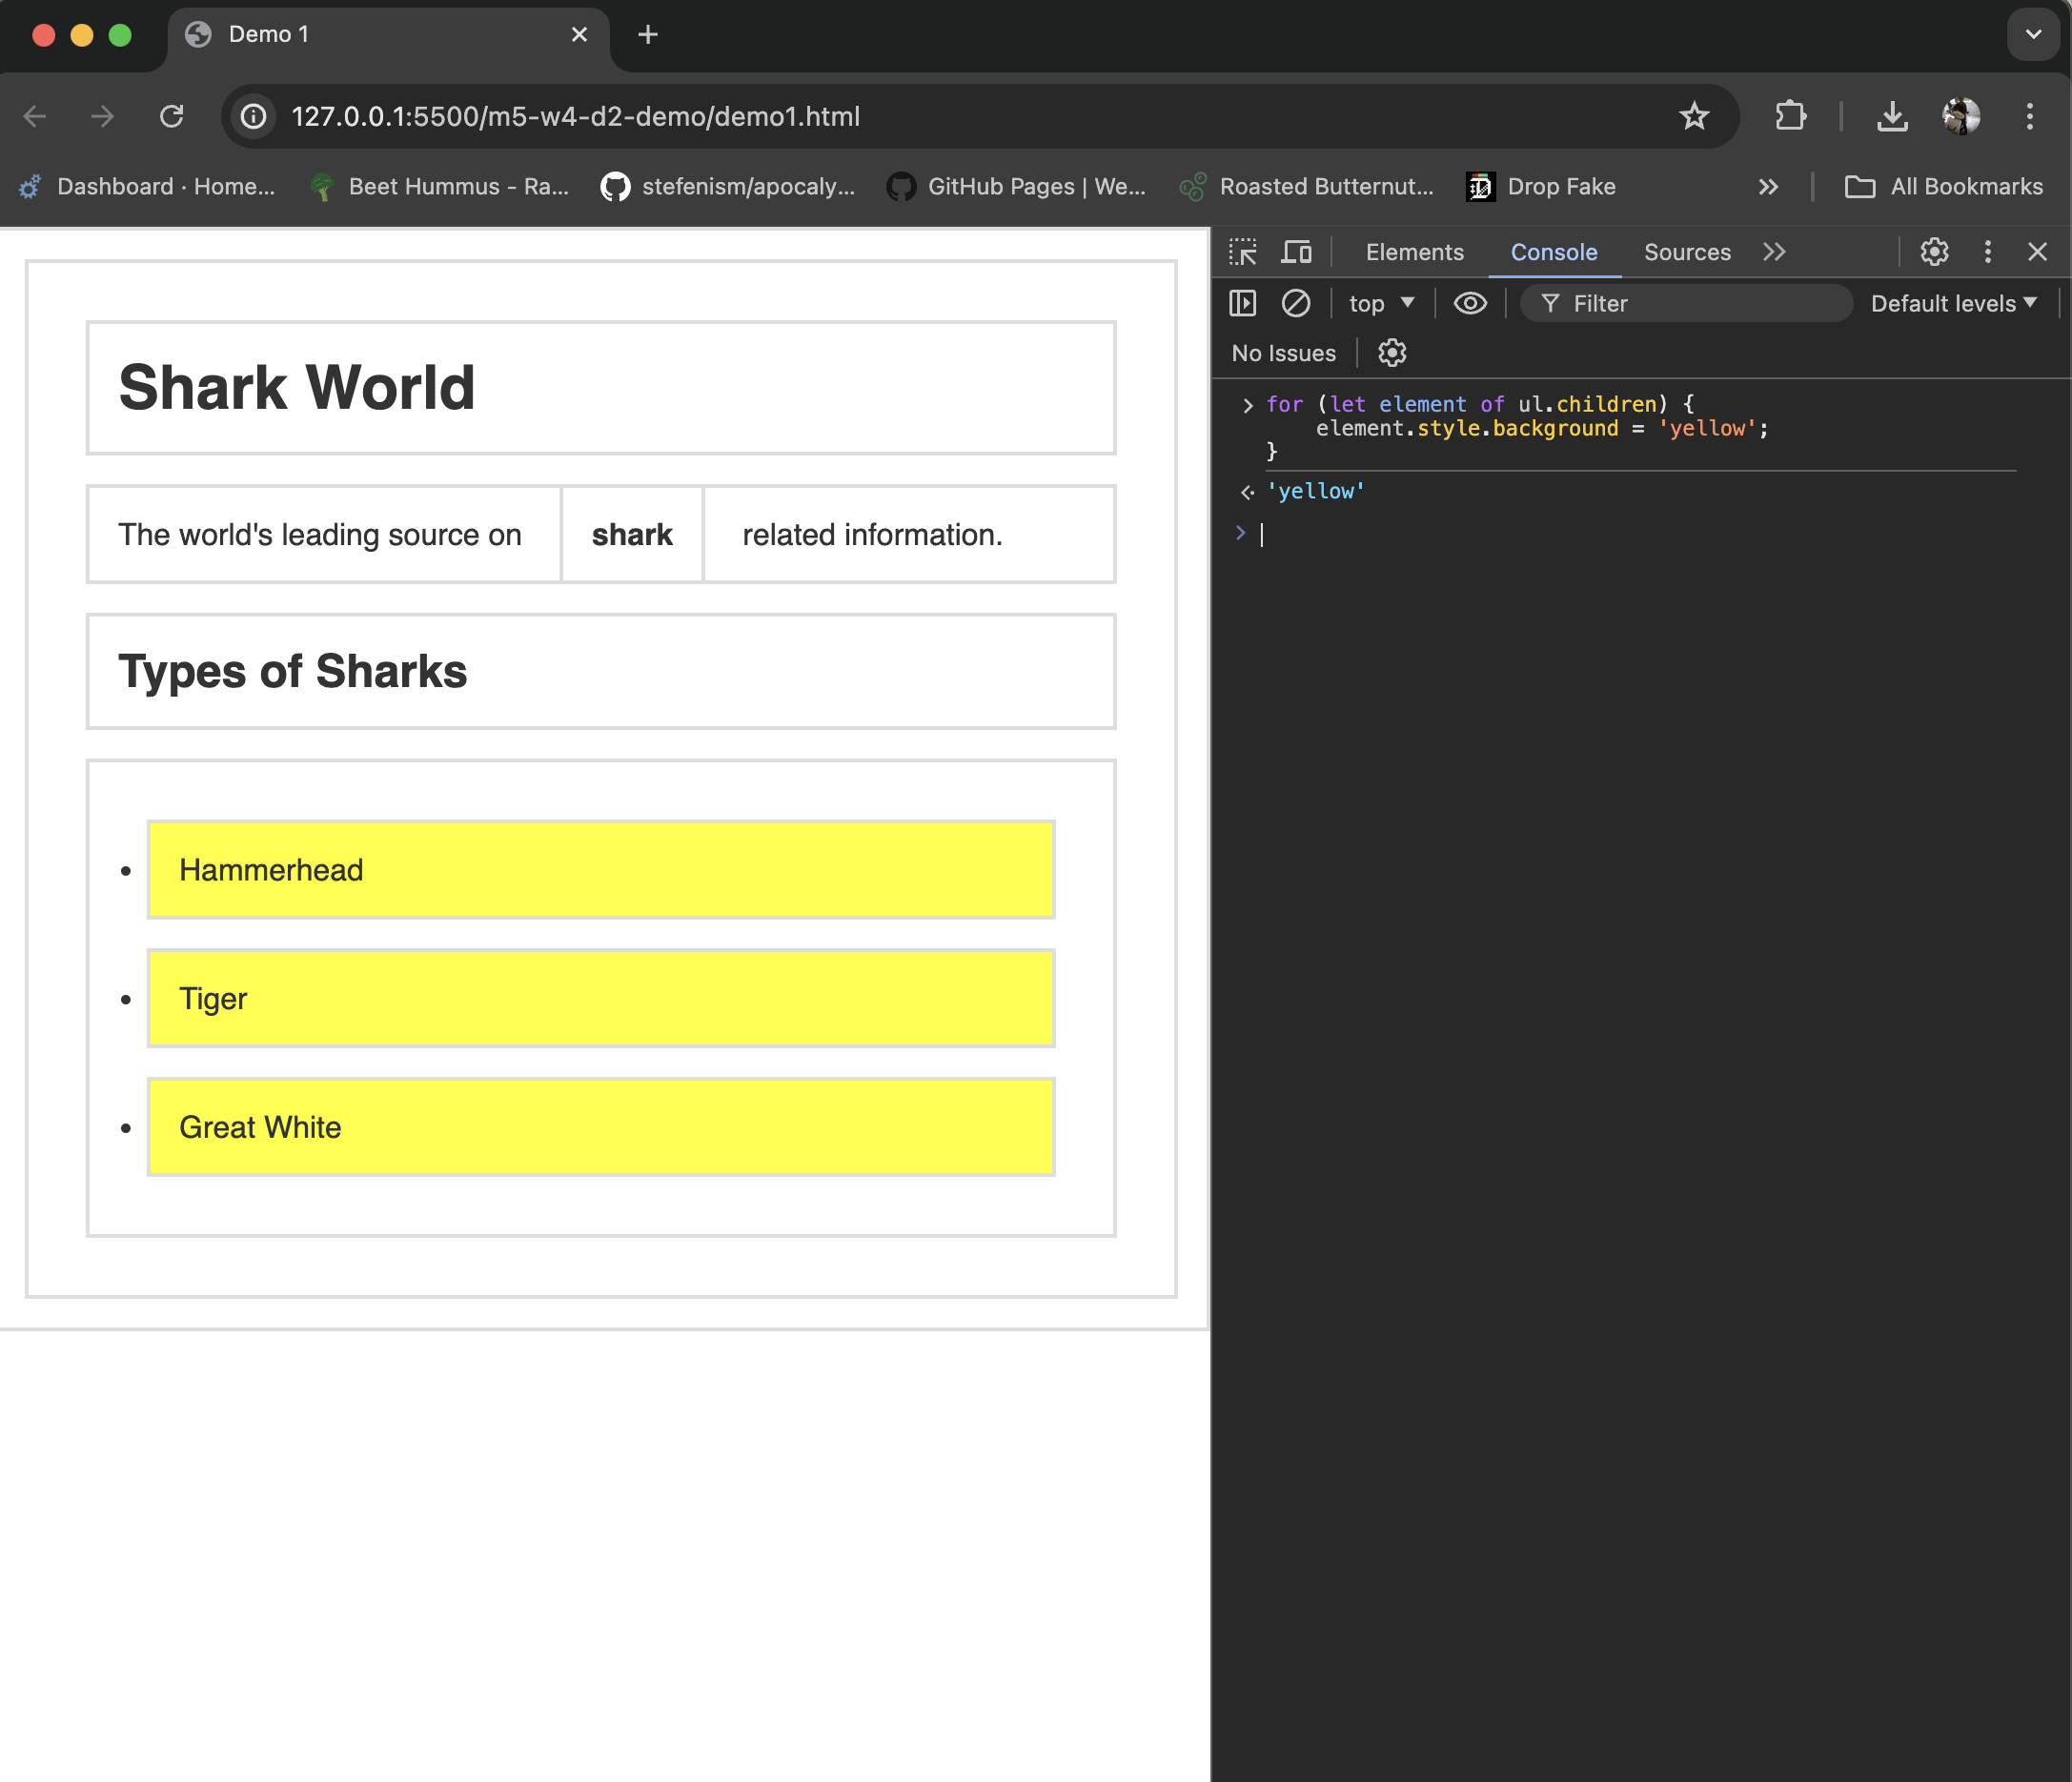 Demo 1
127.0.0.1:5500/m5-w4-d2-demo/demo1.html
Dashboard · Home...
Beet Hummus - Ra...
stefenism/apocaly...
GitHub Pages | We...
Roasted Butternut...
Drop Fake
All Bookmarks
Shark World
The world's leading source on shark related information.
Types of Sharks
• Hammerhead
• Tiger
• Great White
Elements Console Sources
top Filter Default levels
No Issues
for (let element of ul.children) {
    element.style.background = 'yellow';
}
'yellow'